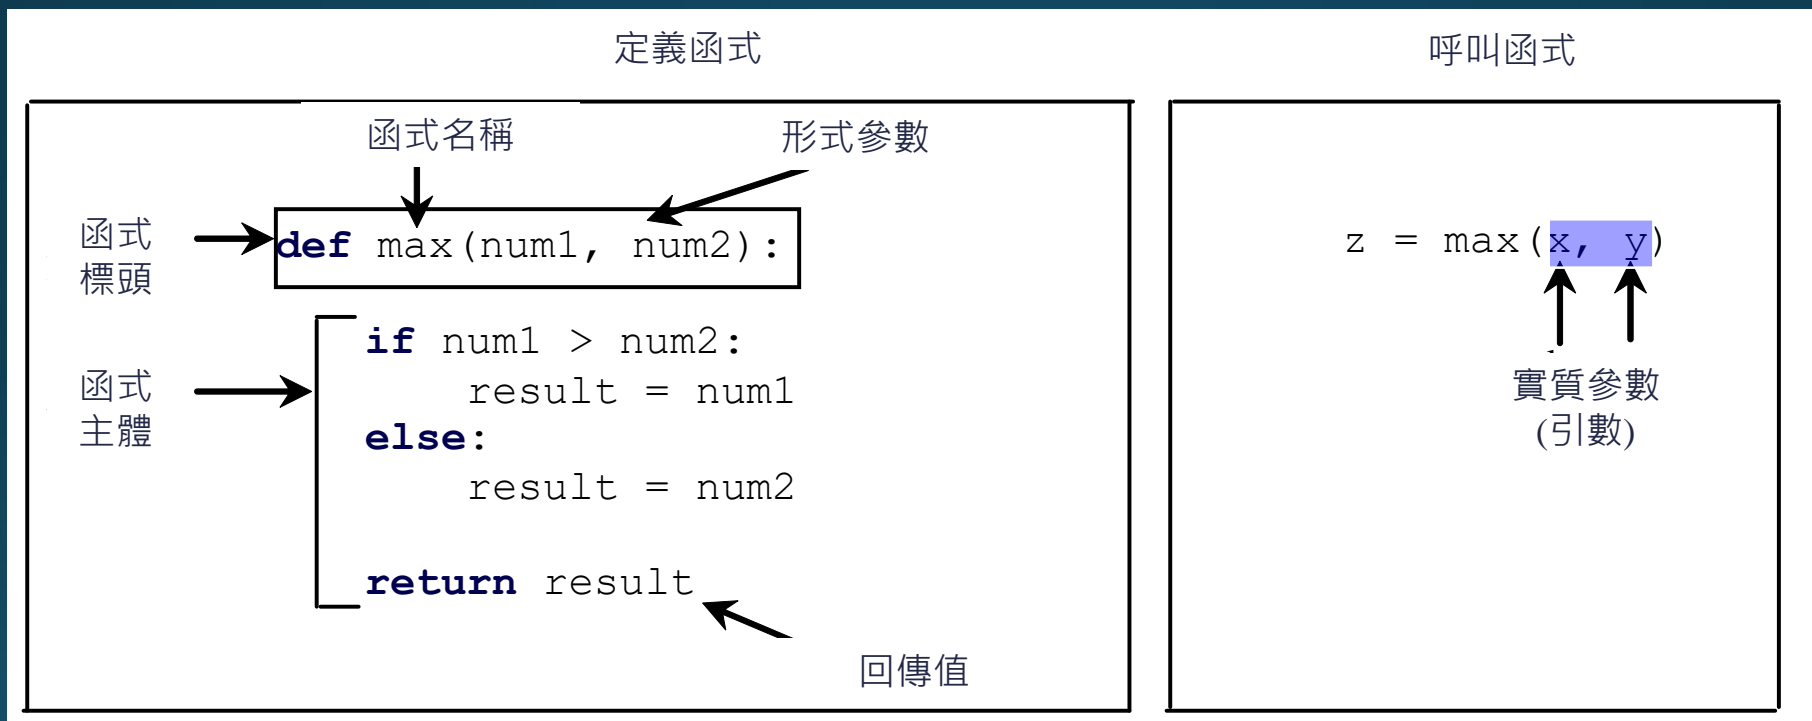 定義函式
呼叫函式
函式名稱
形式參數
函式
標頭
def max(num1, num2):
函式
主體
if num1 > num2:
result = num1
else:
result = num2
return result
回傳值
z = max(x, y)
實質參數
(引數)